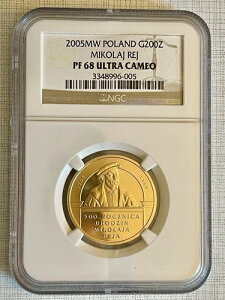 2005MW POLAND G200Z
MIKOLAJ REJ
PF 68 ULTRA CAMEO
3348996-005
NGC
500. ROCZNICA
URODZIN
MIKOŁAJA
REJA